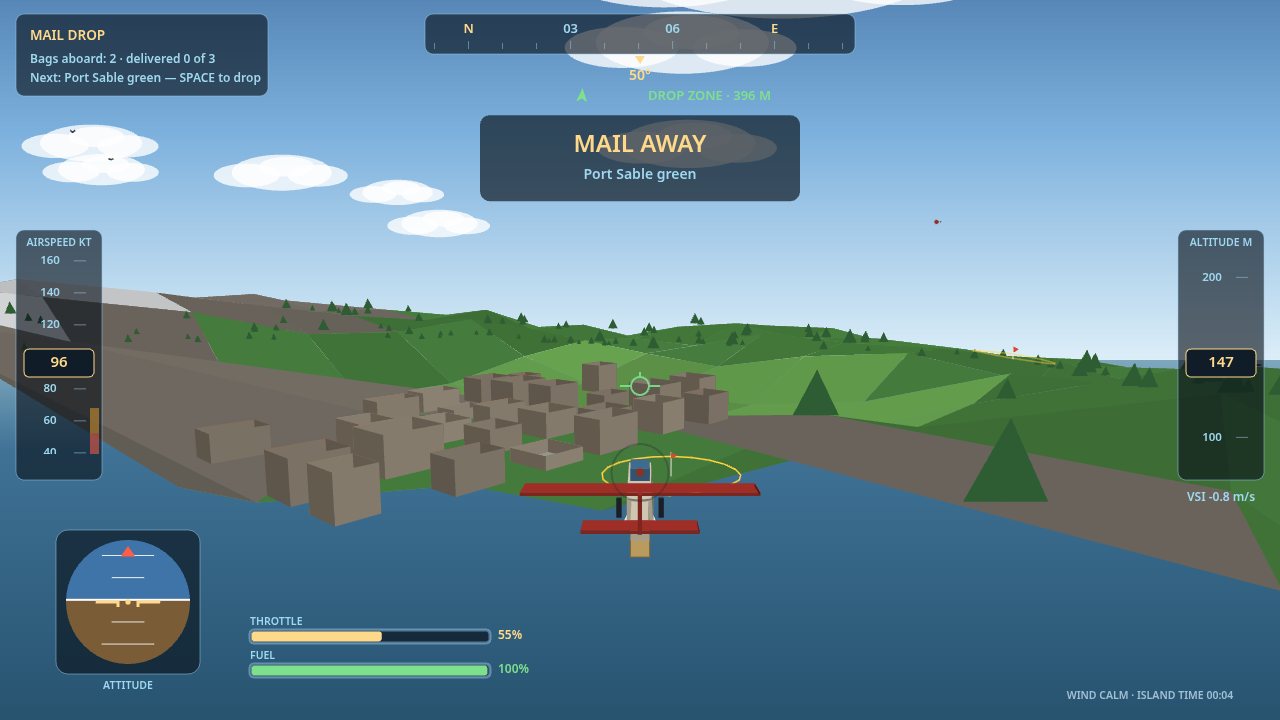 MAIL DROP
Bags aboard: 2 · delivered 0 of 3
Next: Port Sable green — SPACE to drop
N 03 06 E
50°
DROP ZONE · 396 M
MAIL AWAY
Port Sable green
AIRSPEED KT
160
140
120
96
80
60
40
ALTITUDE M
200
147
100
VSI -0.8 m/s
ATTITUDE
THROTTLE
55%
FUEL
100%
WIND CALM · ISLAND TIME 00:04